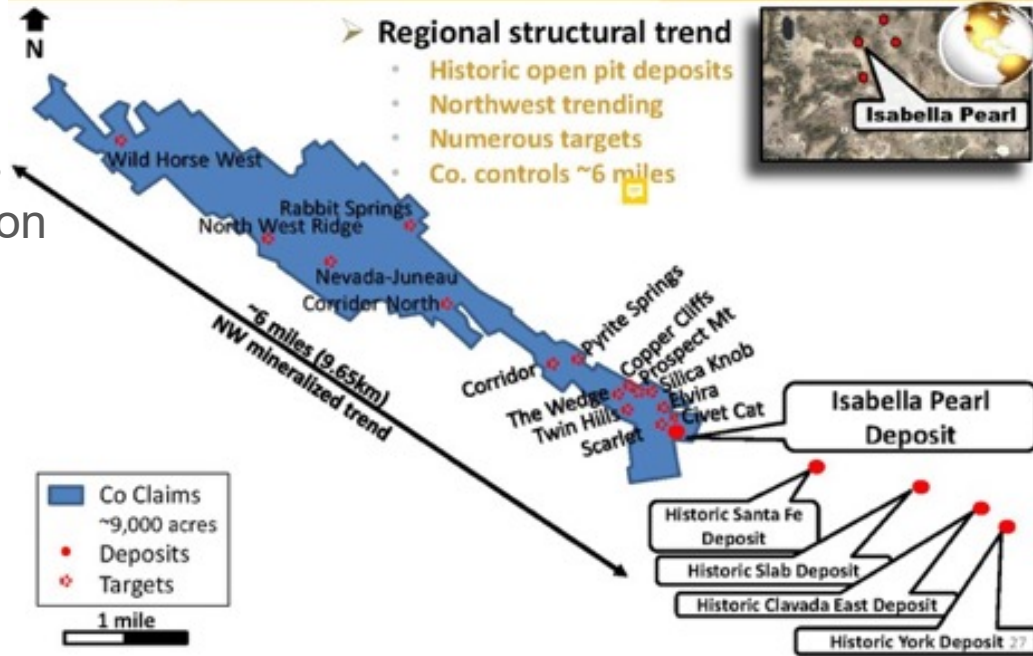 N
➢ Regional structural trend
• Historic open pit deposits
• Northwest trending
• Numerous targets
• Co. controls ~6 miles
Isabella Pearl
on
Wild Horse West
Rabbit Springs
North West Ridge
Nevada-Juneau
Corridor North
~6 miles (9.65km)
NW mineralized trend
Pyrite Springs
Copper Cliffs
Prospect Mt
Silica Knob
Corridor
The Wedge
Elvira
Twin Hills
Civet Cat
Scarlet
Isabella Pearl
Deposit
Co Claims
~9,000 acres
Deposits
Targets
1 mile
Historic Santa Fe
Deposit
Historic Slab Deposit
Historic Clavada East Deposit
Historic York Deposit 27